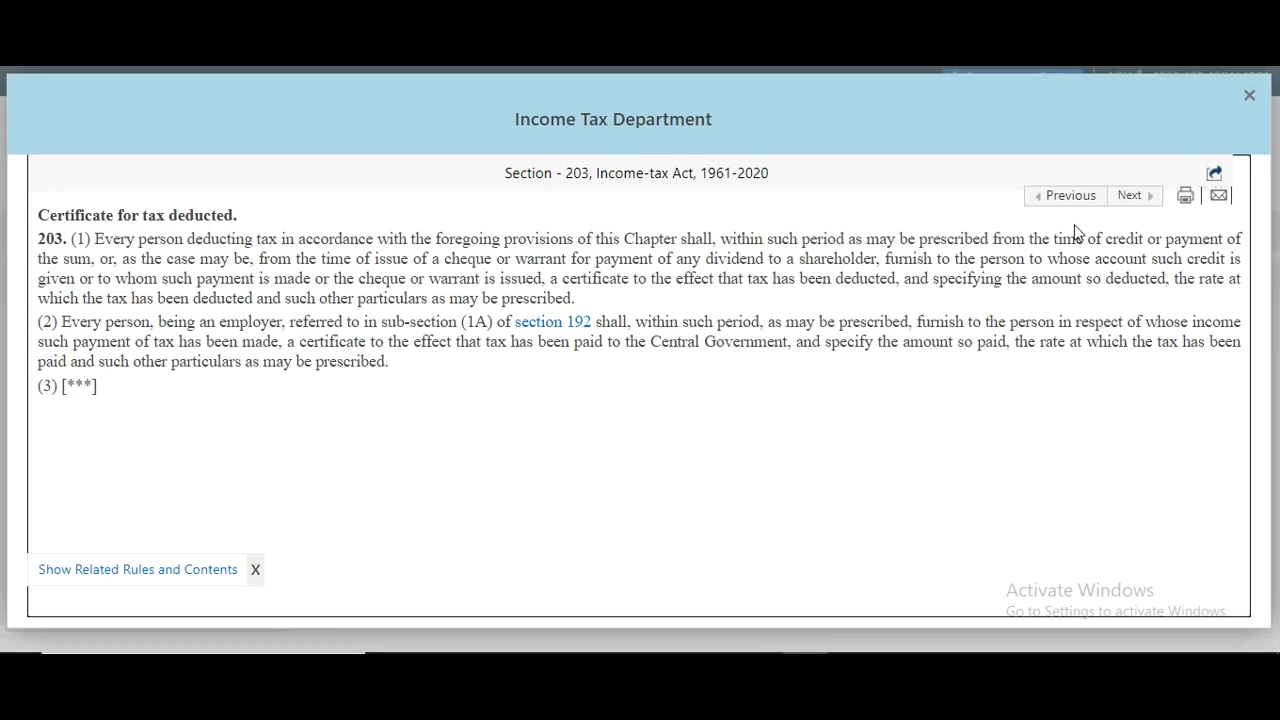 Income Tax Department
×
Section - 203, Income-tax Act, 1961-2020
Previous
Next
Certificate for tax deducted.
203. (1) Every person deducting tax in accordance with the foregoing provisions of this Chapter shall, within such period as may be prescribed from the time of credit or payment of
the sum, or, as the case may be, from the time of issue of a cheque or warrant for payment of any dividend to a shareholder, furnish to the person to whose account such credit is
given or to whom such payment is made or the cheque or warrant is issued, a certificate to the effect that tax has been deducted, and specifying the amount so deducted, the rate at
which the tax has been deducted and such other particulars as may be prescribed.
(2) Every person, being an employer, referred to in sub-section (1A) of section 192 shall, within such period, as may be prescribed, furnish to the person in respect of whose income
such payment of tax has been made, a certificate to the effect that tax has been paid to the Central Government, and specify the amount so paid, the rate at which the tax has been
paid and such other particulars as may be prescribed.
(3) [***]
Show Related Rules and Contents X
Activate Windows
Go to Settings to activate Windows.